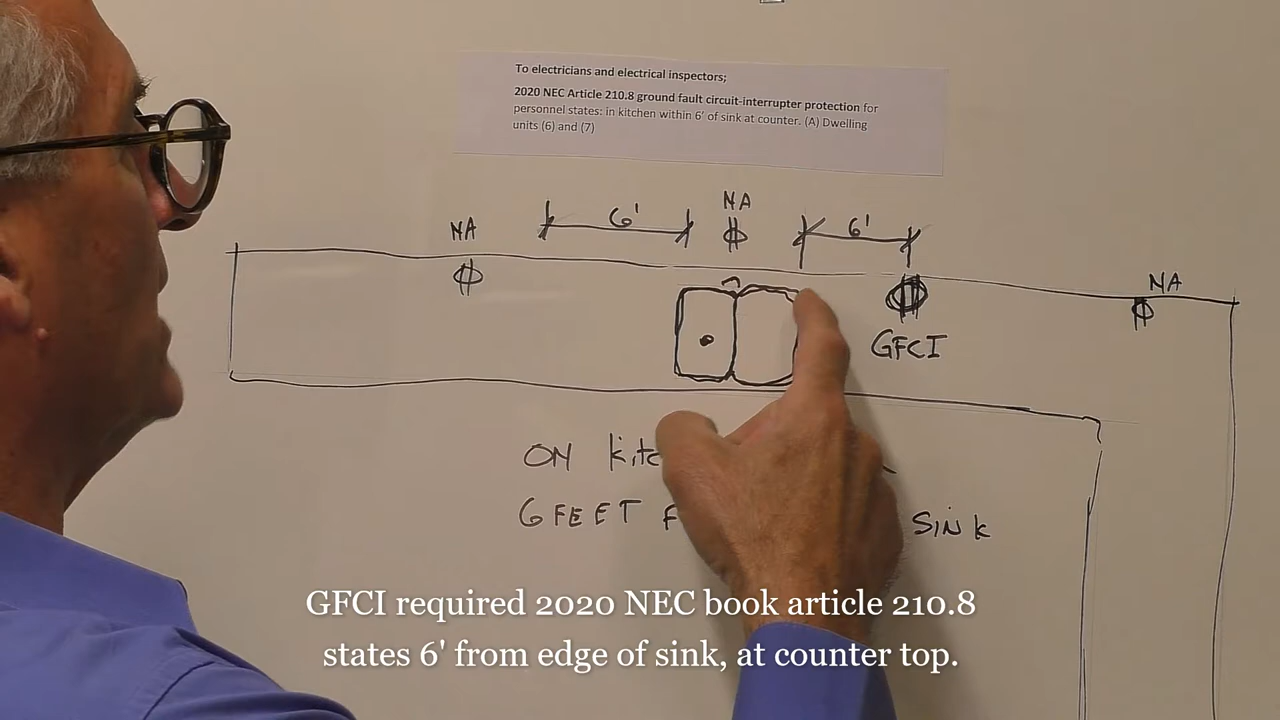 To electricians and electrical inspectors;
2020 NEC Article 210.8 ground fault circuit-interrupter protection for
personnel states: in kitchen within 6' of sink at counter. (A) Dwelling
units (6) and (7)
NA
6'
NA
6'
NA
GFCI
ON
6 FEET
SINK
GFCI required 2020 NEC book article 210.8
states 6' from edge of sink, at counter top.